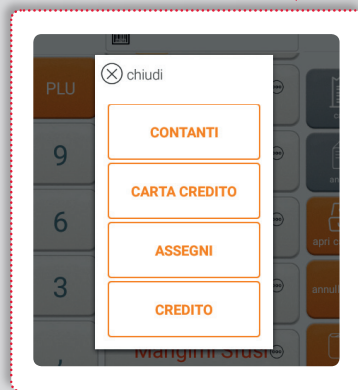 chiudi
PLU
CONTANTI
9
CARTA CREDITO
6
apri c
ASSEGNI
3
annull
CREDITO
Mangimi Sfusi